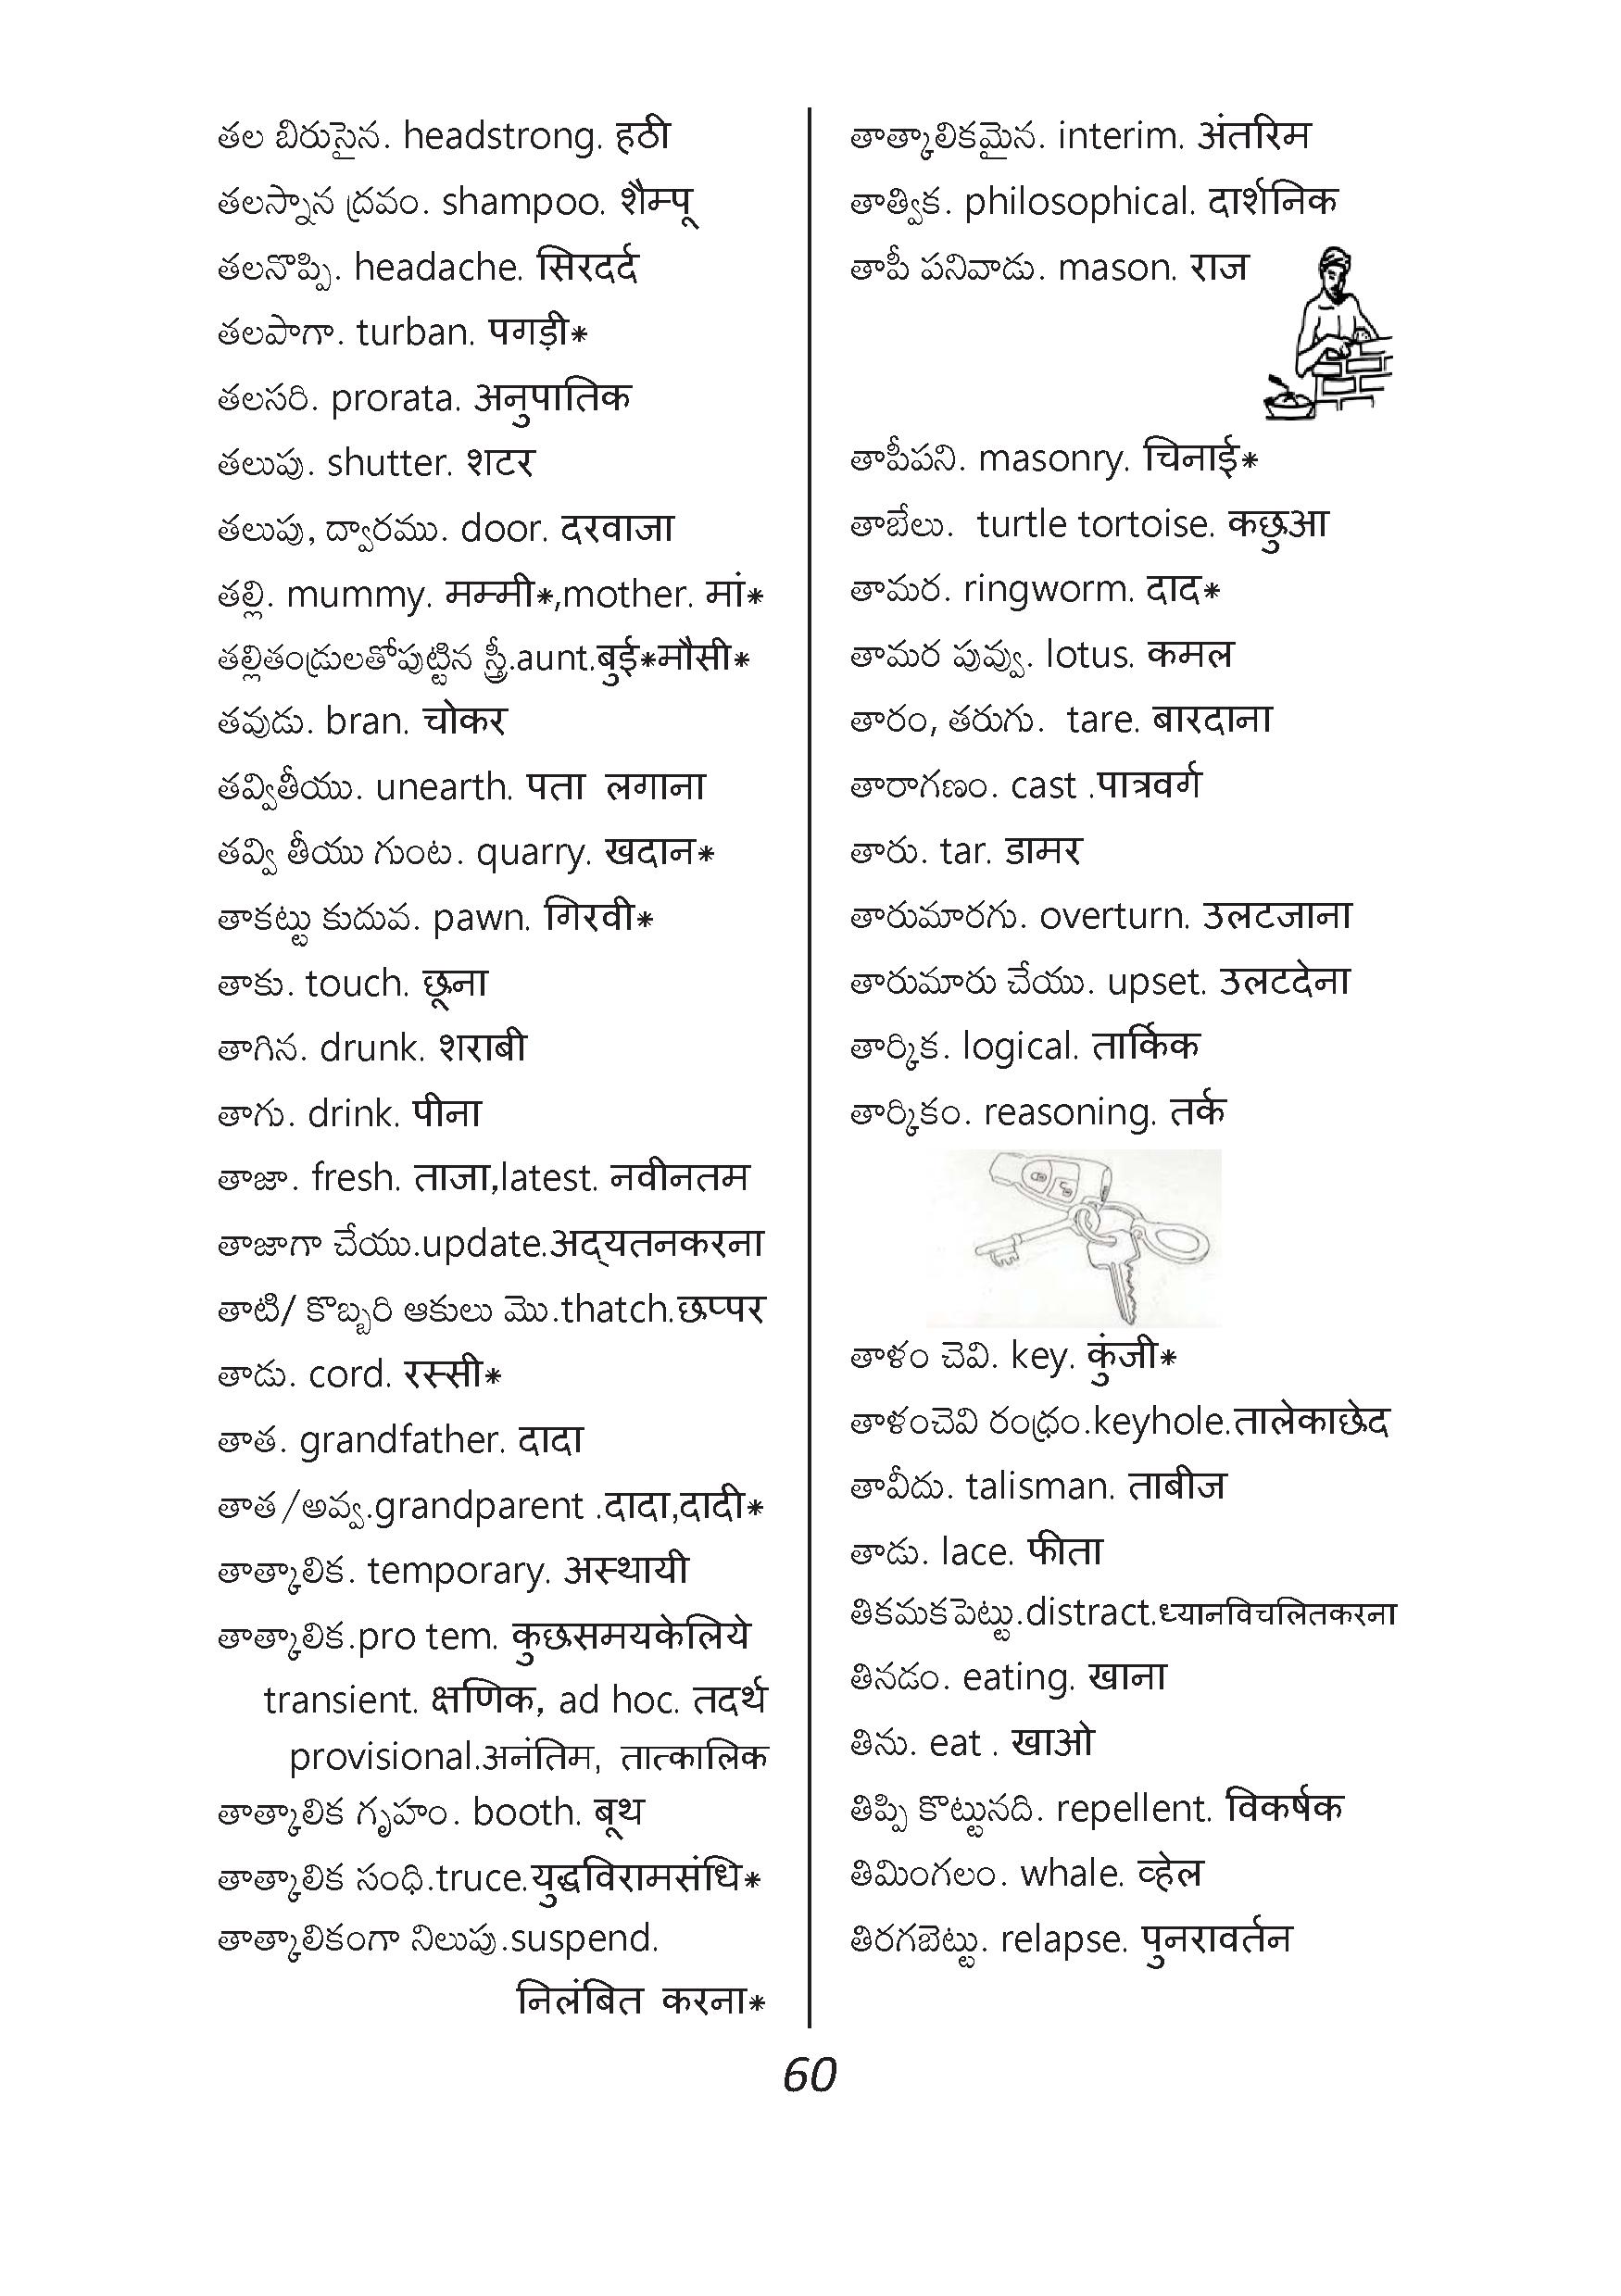 తల బిరుసైన. headstrong. हठी
తలస్నాన ద్రవం. shampoo. शैम्पू
తలనొప్పి. headache. सिरदर्द
తలపాగా. turban. पगड़ी*
తలసరి. prorata. अनुपातिक
తలుపు. shutter. शटर
తలుపు, ద్వారము. door. दरवाजा
తల్లి. mummy. मम्मी*,mother. मां*
తల్లితండ్రులతోపుట్టిన స్త్రీ.aunt.बुई*मौसी*
తవుడు. bran. चोकर
తవ్వితీయు. unearth. पता लगाना
తవ్వి తీయు గుంట. quarry. खदान*
తాకట్టు కుదువ. pawn. गिरवी*
తాకు. touch. छूना
తాగిన. drunk. शराबी
తాగు. drink. पीना
తాజా. fresh. ताजा,latest. नवीनतम
తాజాగా చేయు.update.अद्यतनकरना
తాటి/ కొబ్బరి ఆకులు మొ.thatch.छप्पर
తాడు. cord. रस्सी*
తాత. grandfather. दादा
తాత/అవ్వ.grandparent .दादा,दादी*
తాత్కాలిక. temporary. अस्थायी
తాత్కాలిక.pro tem. कुछसमयकेलिये
transient. क्षणिक, ad hoc. तदर्थ
provisional.अनंतिम, तात्कालिक
తాత్కాలిక గృహం. booth. बूथ
తాత్కాలిక సంధి.truce.युद्धविरामसंधि*
తాత్కాలికంగా నిలుపు.suspend.
निलंबित करना*
తాత్కాలికమైన. interim. अंतरिम
తాత్విక. philosophical. दार्शनिक
తాపీ పనివాడు. mason. राज
తాపీపని. masonry. चिनाई*
తాబేలు. turtle tortoise. कछुआ
తామర. ringworm. दाद*
తామర పువ్వు. lotus. कमल
తారం, తరుగు. tare. बारदाना
తారాగణం. cast .पात्रवर्ग
తారు. tar. डामर
తారుమారగు. overturn. उलटजाना
తారుమారు చేయు. upset. उलटदेना
తార్కిక. logical. तार्किक
తార్కికం. reasoning. तर्क
తాళం చెవి. key. कुंजी*
తాళంచెవి రంధ్రం.keyhole.तालेकाछेद
తావీదు. talisman. ताबीज
తాడు. lace. फीता
తికమకపెట్టు.distract.ध्यानविचलितकरना
తినడం. eating. खाना
తిను. eat . खाओ
తిప్పి కొట్టునది. repellent. विकर्षक
తిమింగలం. whale. व्हेल
తిరగబెట్టు. relapse. पुनरावर्तन
60